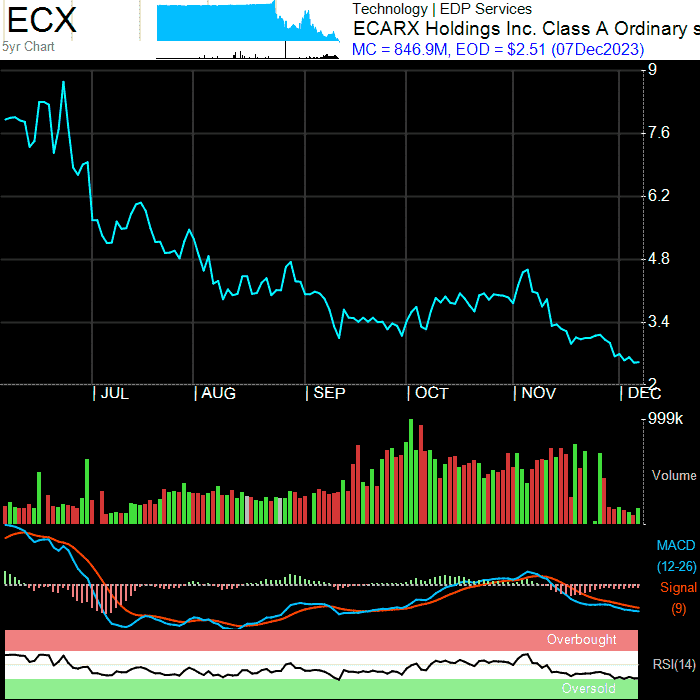 ECX
5yr Chart
Technology | EDP Services
ECARX Holdings Inc. Class A Ordinary s
MC = 846.9M, EOD = $2.51 (07Dec2023)
9
7.6
6.2
4.8
3.4
2
JUL
AUG
SEP
OCT
NOV
DEC
999k
Volume
MACD
(12-26)
Signal
(9)
Overbought
RSI(14)
Oversold